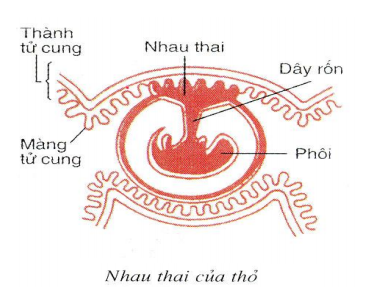 Thành
tử cung
Nhau thai
Dây rốn
Màng
tử cung
Phôi
Nhau thai của thỏ